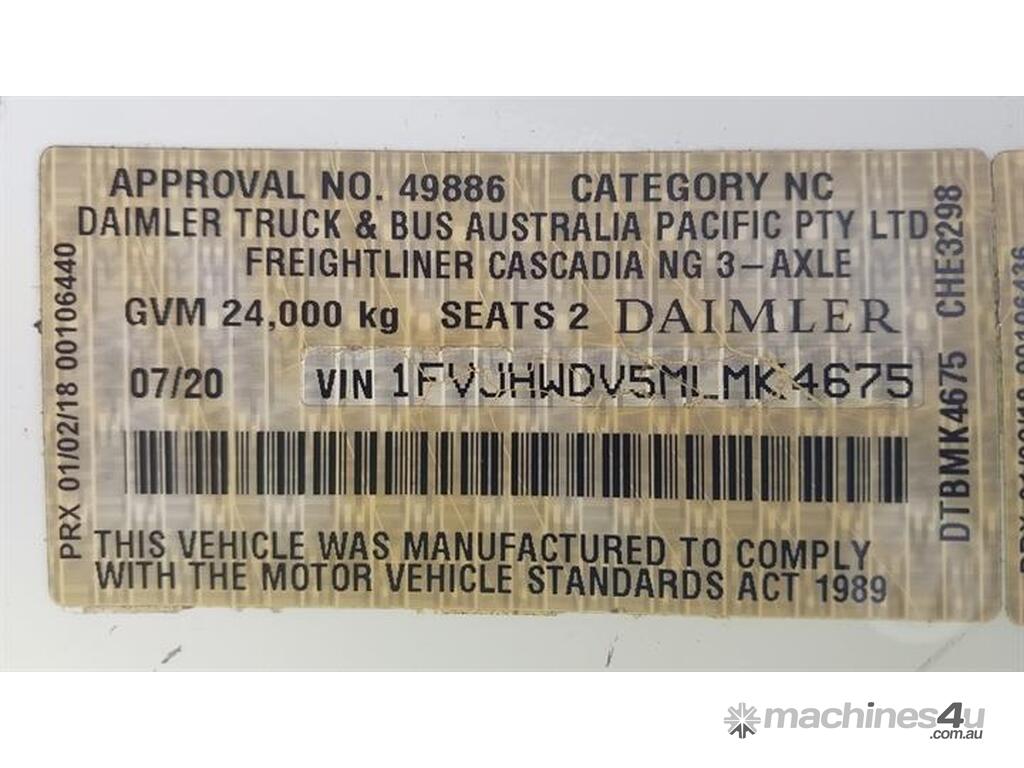 APPROVAL NO. 49886 CATEGORY NC
DAIMLER TRUCK & BUS AUSTRALIA PACIFIC PTY LTD
FREIGHTLINER CASCADIA NG 3-AXLE
GVM 24,000 kg SEATS 2 DAIMLER
07/20 VIN 1FVJHWDV5MLMK4675
THIS VEHICLE WAS MANUFACTURED TO COMPLY
WITH THE MOTOR VEHICLE STANDARDS ACT 1989
PRX 01/02/18 00106440
DTBMK4675 CHE3298
machines4u
.com.au